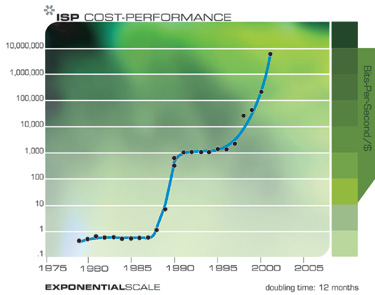 ISP COST-PERFORMANCE
10,000,000
1,000,000
100,000
10,000
1,000
100
10
1
.1
Bits-Per-Second/$
1975 1980 1985 1990 1995 2000 2005
EXPONENTIALSCALE
doubling time: 12 months